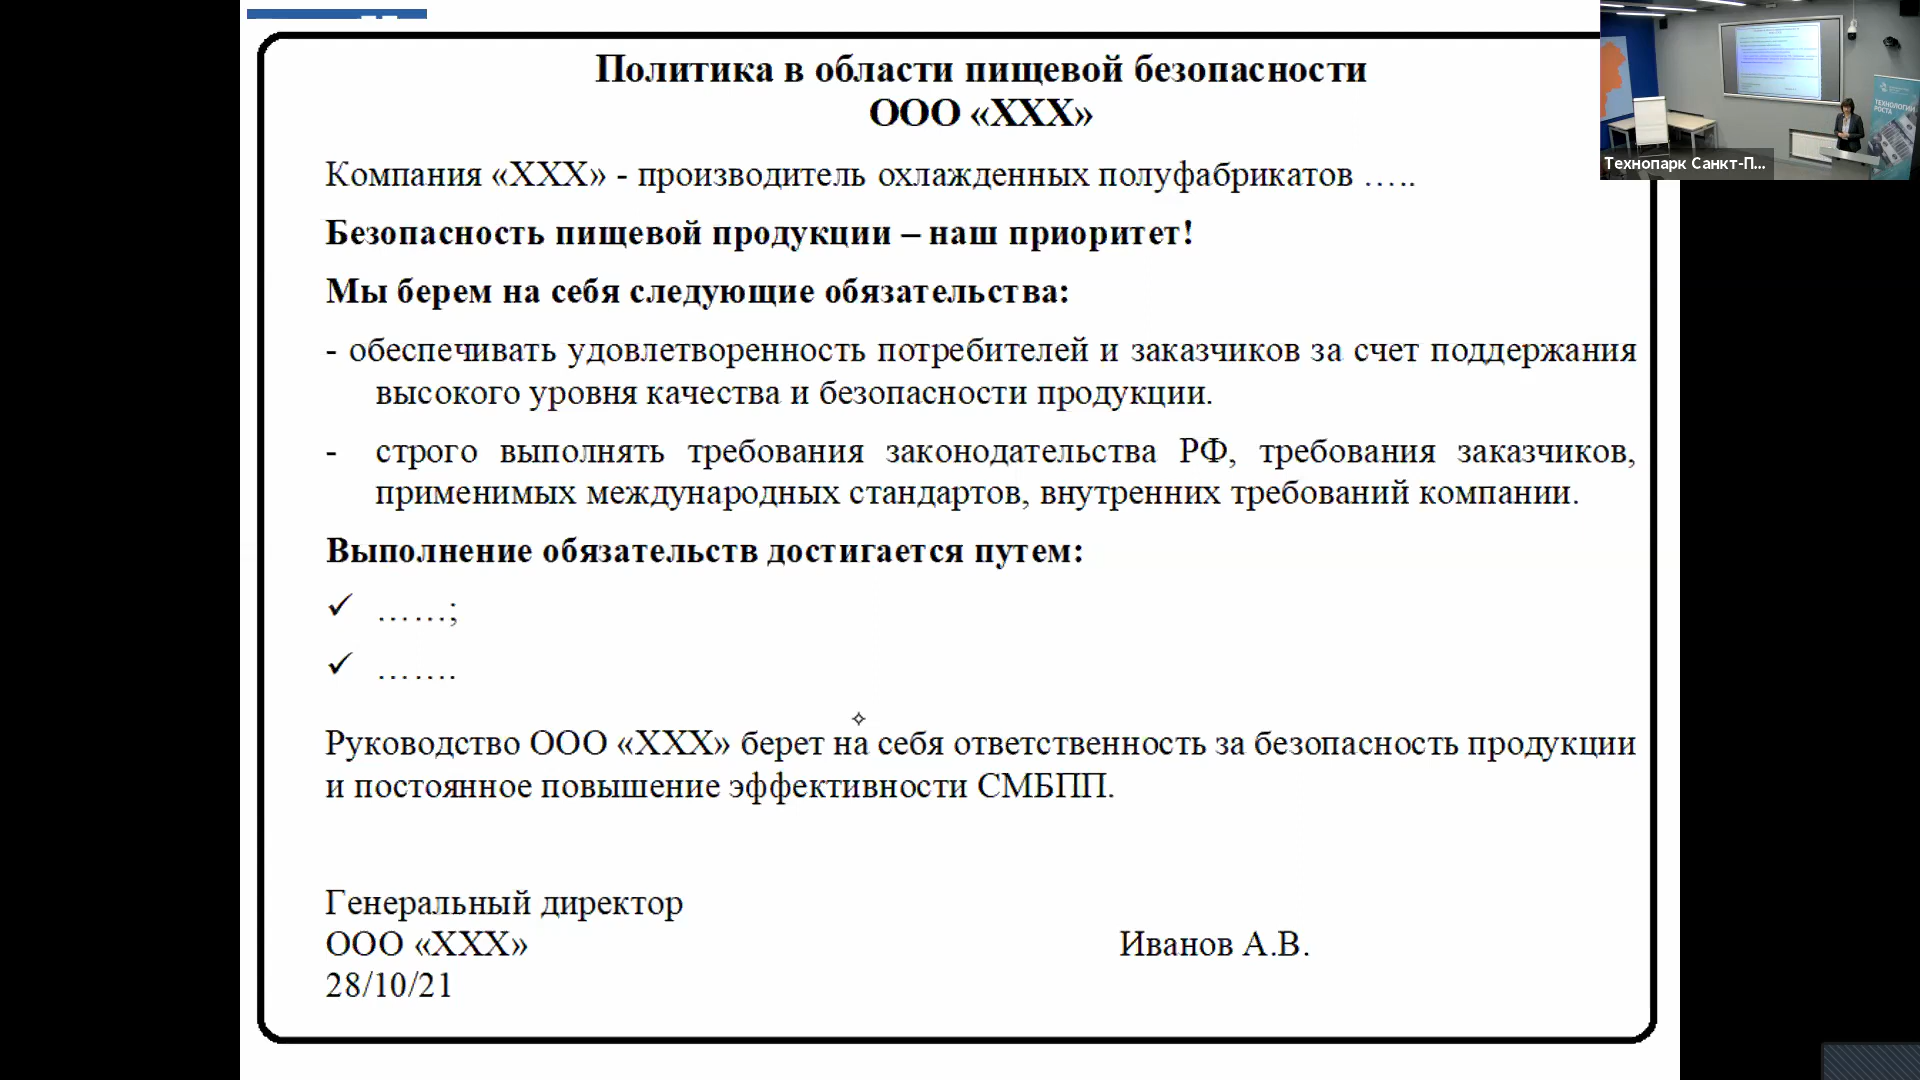 Политика в области пищевой безопасности
ООО «ХХХ»
Компания «ХХХ» - производитель охлажденных полуфабрикатов …..
Безопасность пищевой продукции – наш приоритет!
Мы берем на себя следующие обязательства:
- обеспечивать удовлетворенность потребителей и заказчиков за счет поддержания
высокого уровня качества и безопасности продукции.
- строго выполнять требования законодательства РФ, требования заказчиков,
применимых международных стандартов, внутренних требований компании.
Выполнение обязательств достигается путем:
✓ ……;
✓ …….
Руководство ООО «ХХХ» берет на себя ответственность за безопасность продукции
и постоянное повышение эффективности СМБПП.
Генеральный директор
ООО «ХХХ» Иванов А.В.
28/10/21
Технопарк Санкт-П...
ТЕХНОЛОГИИ
РОСТА